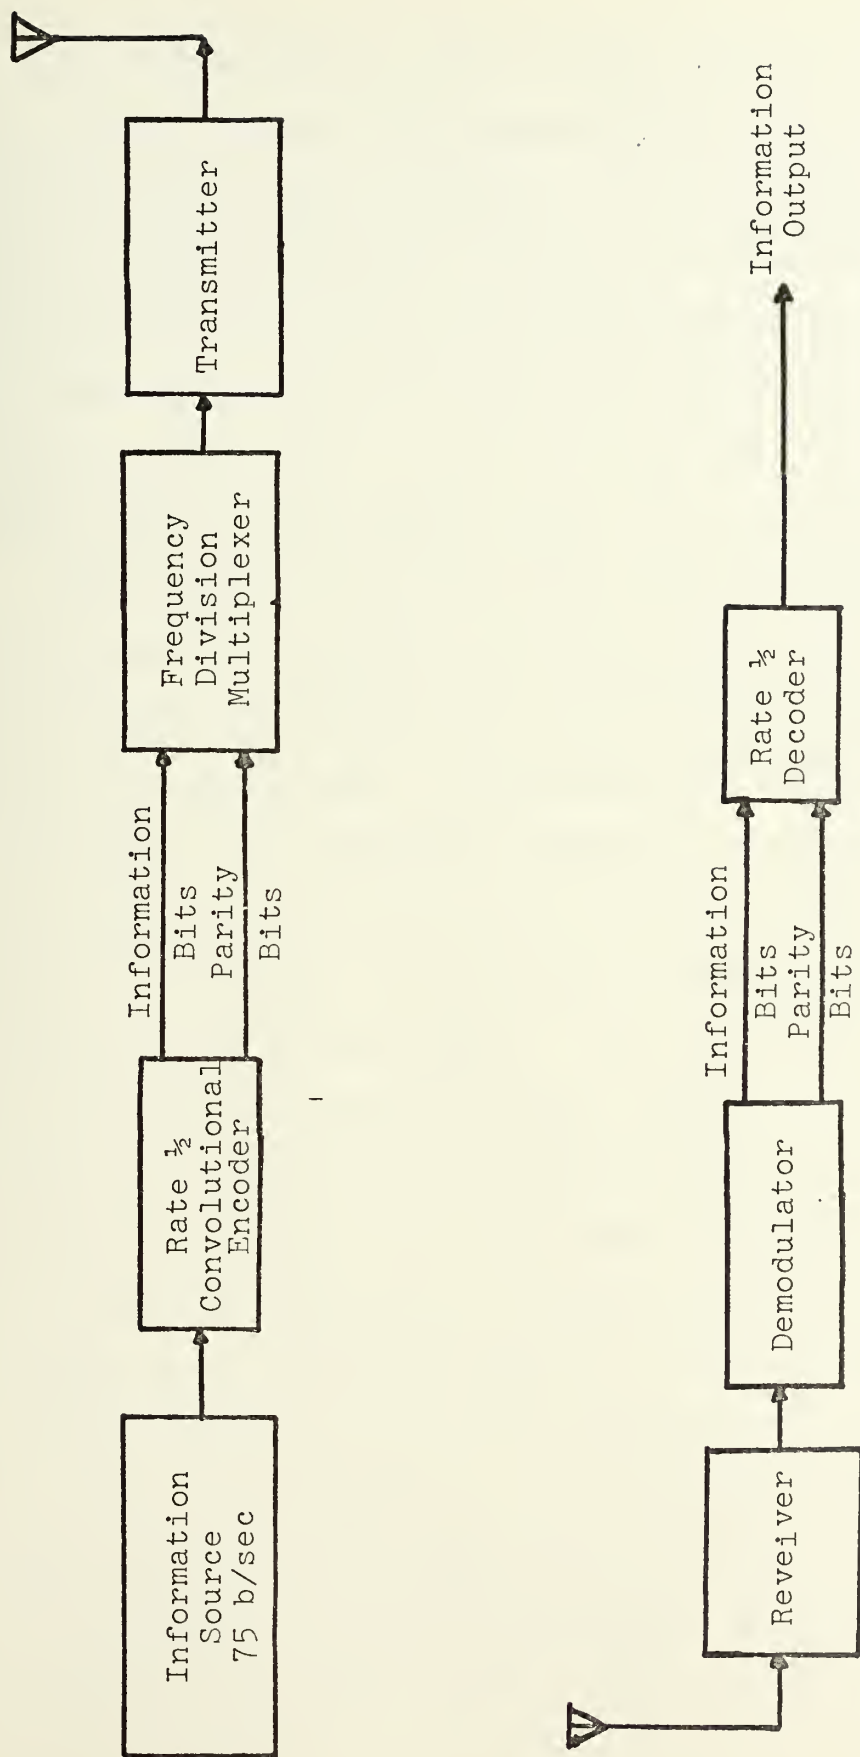 Information
Source
75 b/sec
Rate ½
Convolutional
Encoder
Information
Bits
Parity
Bits
Frequency
Division
Multiplexer
Transmitter
Reveiver
Demodulator
Information
Bits
Parity
Bits
Rate ½
Decoder
Information
Output